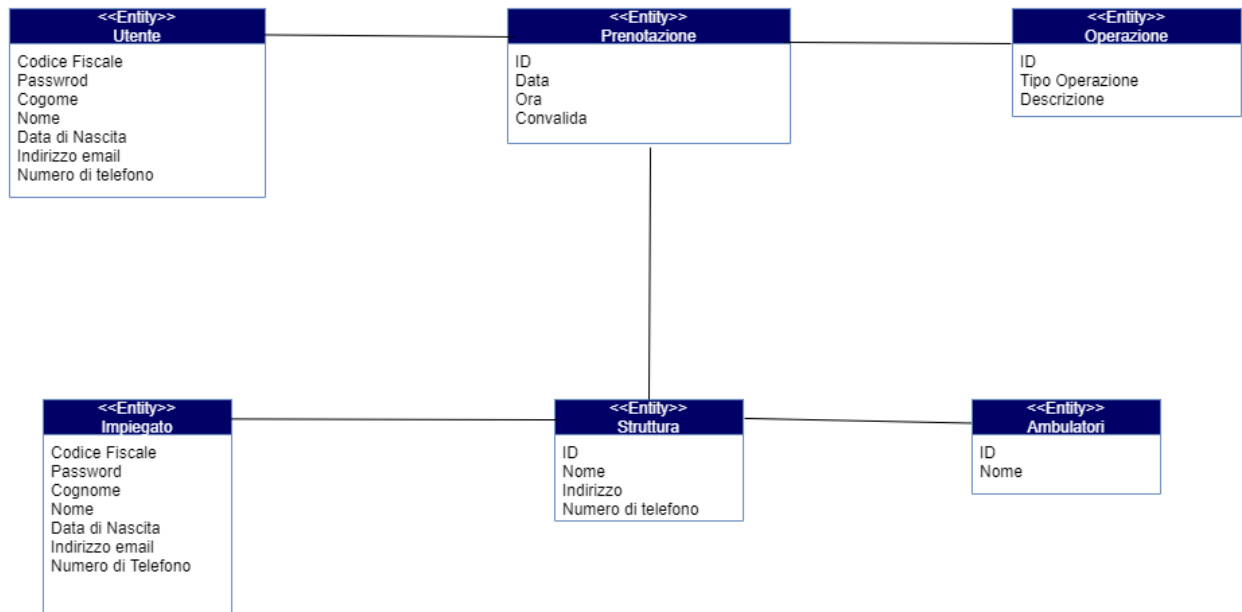 <<Entity>>
Utente
Codice Fiscale
Passwrod
Cogome
Nome
Data di Nascita
Indirizzo email
Numero di telefono
<<Entity>>
Prenotazione
ID
Data
Ora
Convalida
<<Entity>>
Operazione
ID
Tipo Operazione
Descrizione
<<Entity>>
Impiegato
Codice Fiscale
Password
Cognome
Nome
Data di Nascita
Indirizzo email
Numero di Telefono
<<Entity>>
Struttura
ID
Nome
Indirizzo
Numero di telefono
<<Entity>>
Ambulatori
ID
Nome